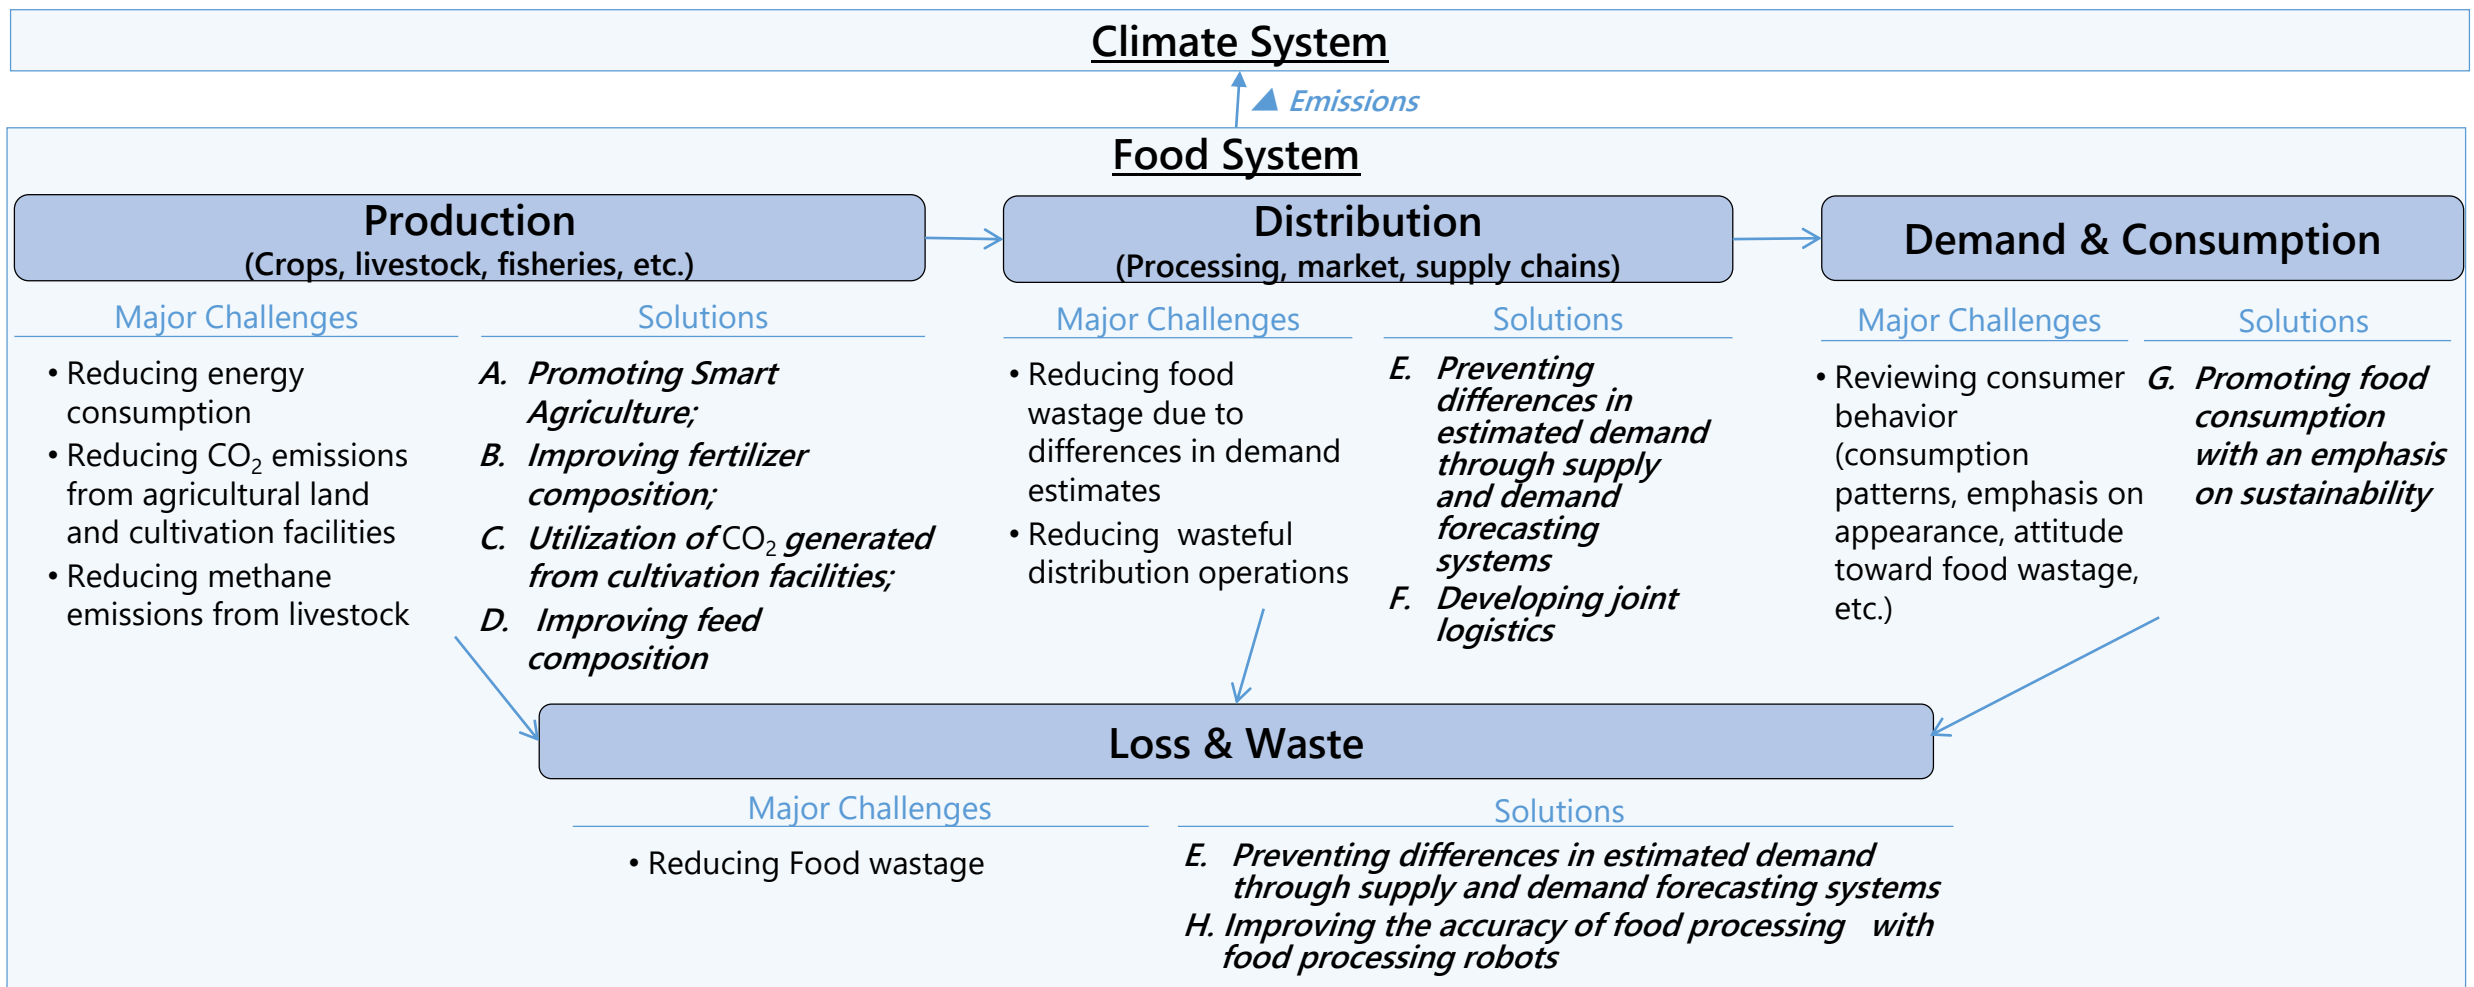 Climate System
Emissions
Food System
Production
(Crops, livestock, fisheries, etc.)
Major Challenges
• Reducing energy
consumption
• Reducing CO₂ emissions
from agricultural land
and cultivation facilities
• Reducing methane
emissions from livestock
Solutions
A. Promoting Smart
Agriculture;
B. Improving fertilizer
composition;
C. Utilization of CO₂ generated
from cultivation facilities;
D. Improving feed
composition
Distribution
(Processing, market, supply chains)
Major Challenges
• Reducing food
wastage due to
differences in demand
estimates
• Reducing wasteful
distribution operations
Solutions
E. Preventing
differences in
estimated demand
through supply
and demand
forecasting
systems
F. Developing joint
logistics
Demand & Consumption
Major Challenges
• Reviewing consumer
behavior
(consumption
patterns, emphasis on
appearance, attitude
toward food wastage,
etc.)
Solutions
G. Promoting food
consumption
with an emphasis
on sustainability
Loss & Waste
Major Challenges
• Reducing Food wastage
Solutions
E. Preventing differences in estimated demand
through supply and demand forecasting systems
H. Improving the accuracy of food processing with
food processing robots